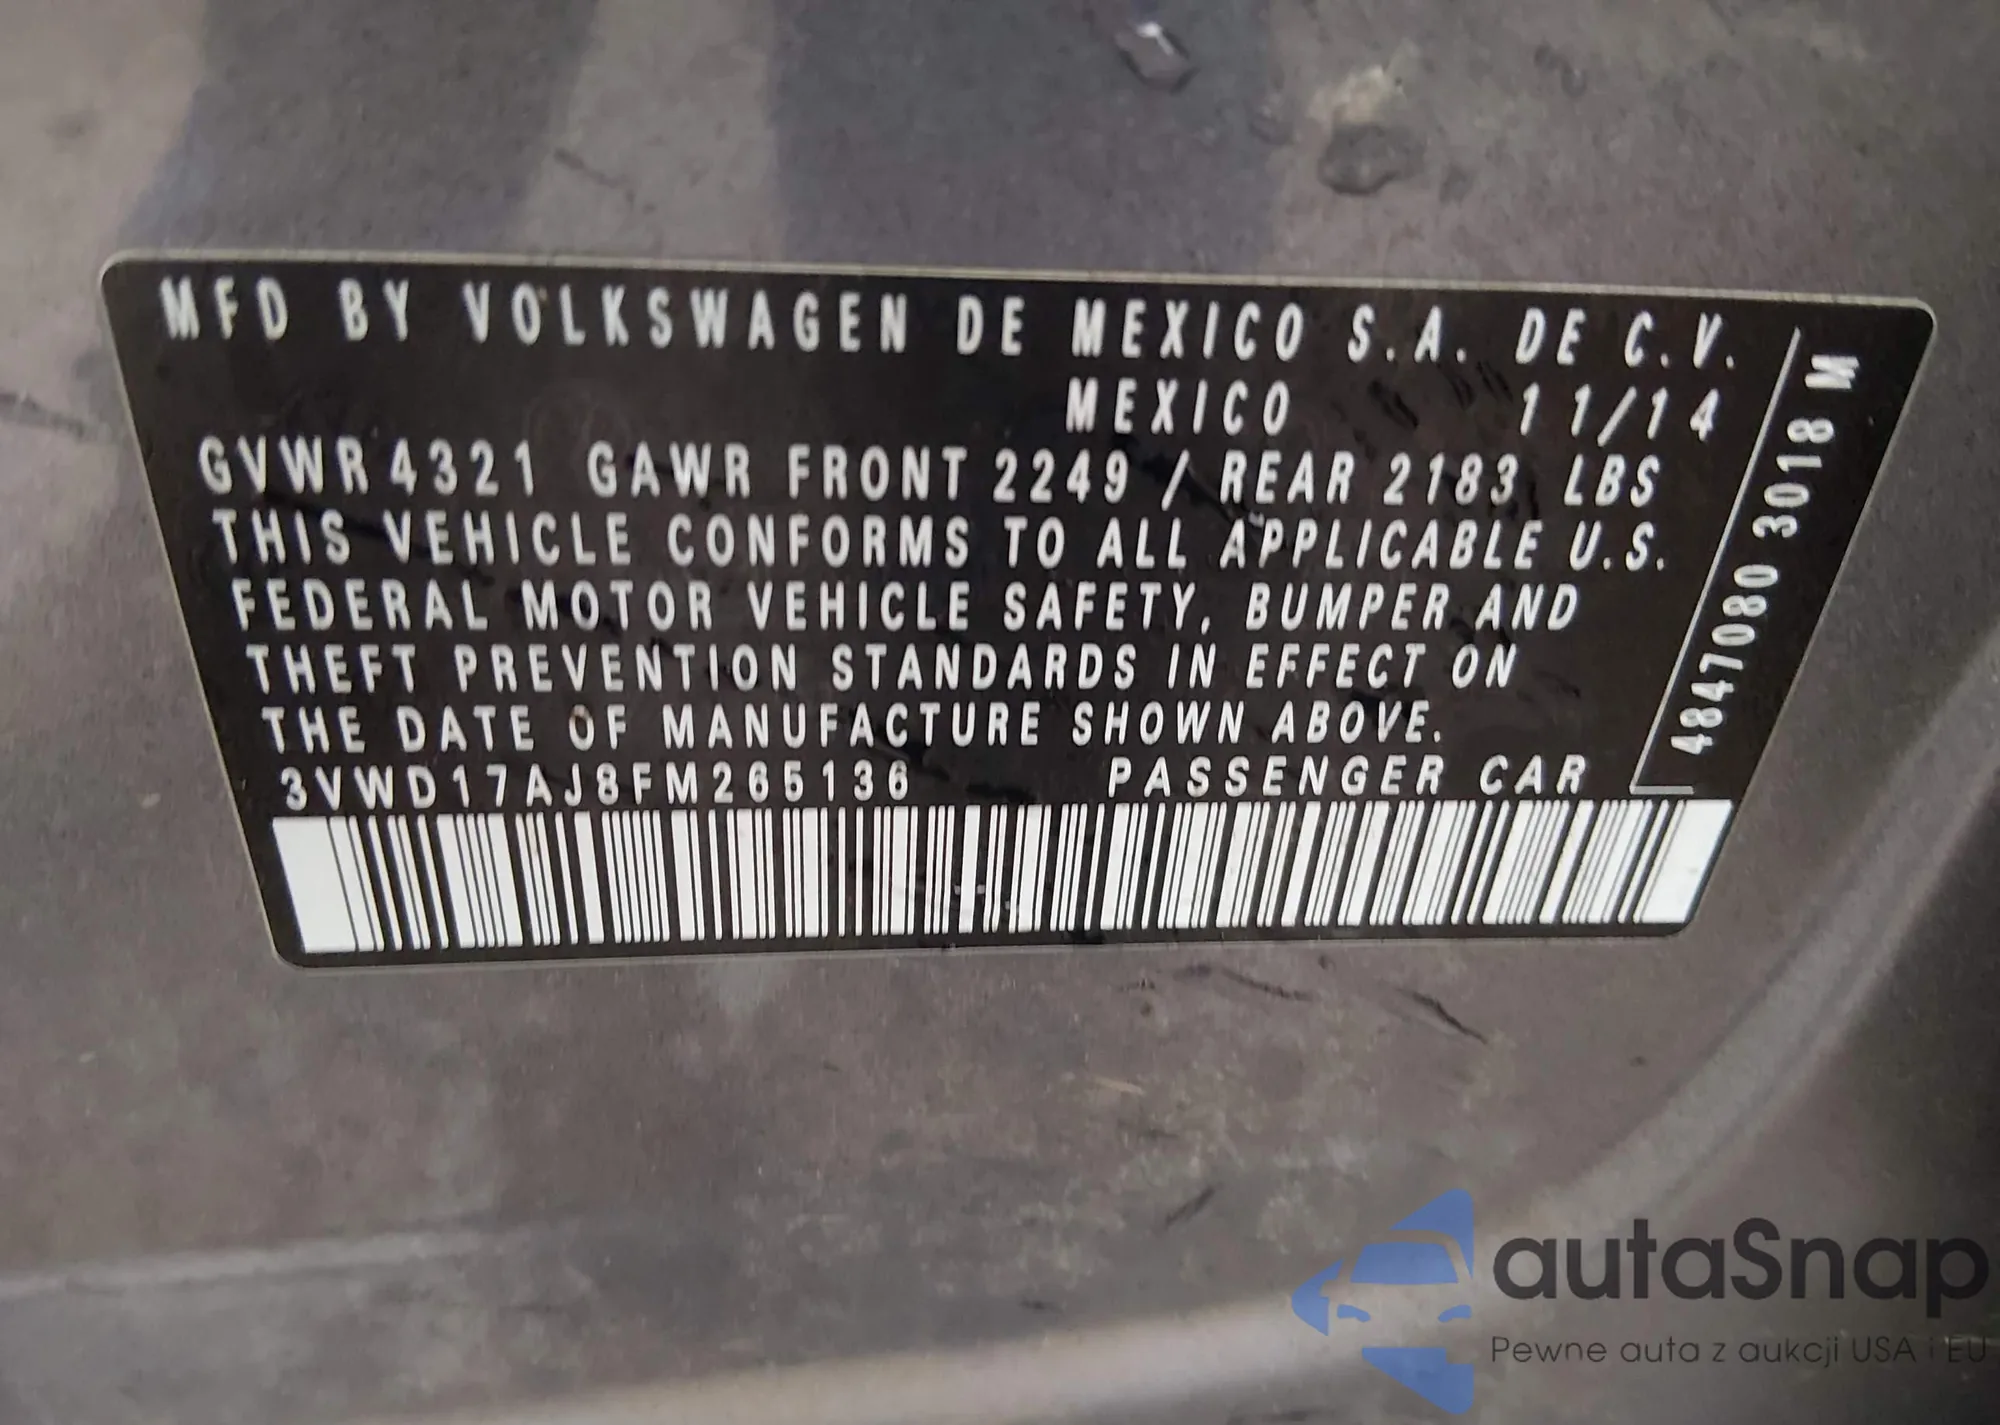 MFD BY VOLKSWAGEN DE MEXICO S.A. DE C.V.
MEXICO 11/14
GVWR 4321 GAWR FRONT 2249 / REAR 2183 LBS
THIS VEHICLE CONFORMS TO ALL APPLICABLE U.S.
FEDERAL MOTOR VEHICLE SAFETY, BUMPER AND
THEFT PREVENTION STANDARDS IN EFFECT ON
THE DATE OF MANUFACTURE SHOWN ABOVE.
3VWD17AJ8FM265136 PASSENGER CAR
4847080 3018 M
autaSnap
Pewne auta z aukcji USA i EU